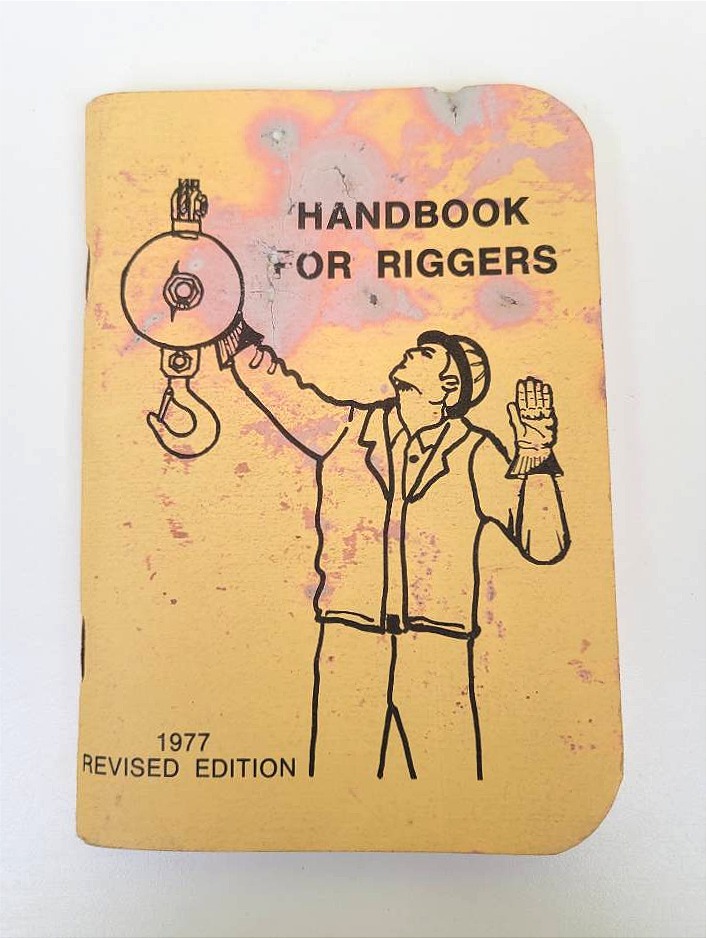 HANDBOOK
FOR RIGGERS
1977
REVISED EDITION